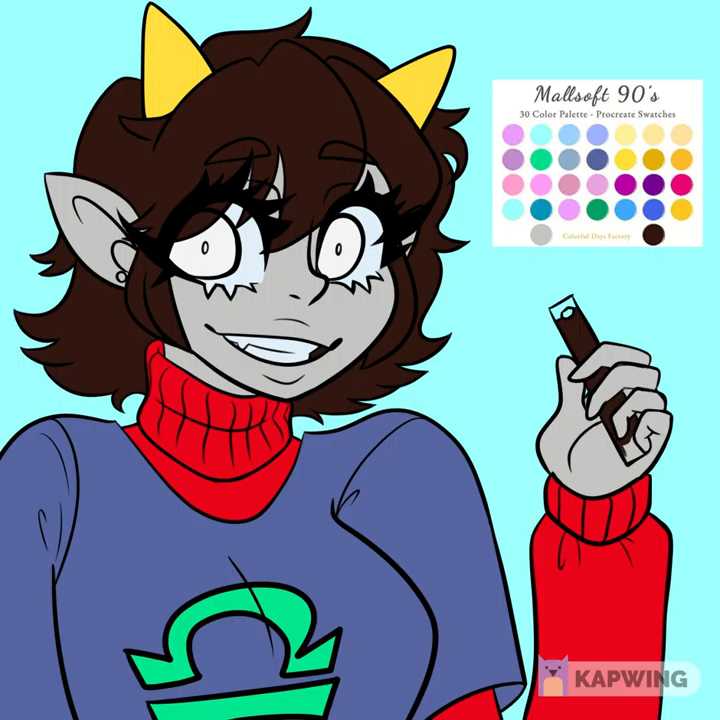 Mallsoft 90's
30 Color Palette - Procreate Swatches
Colorful Days Factory
KAPWING